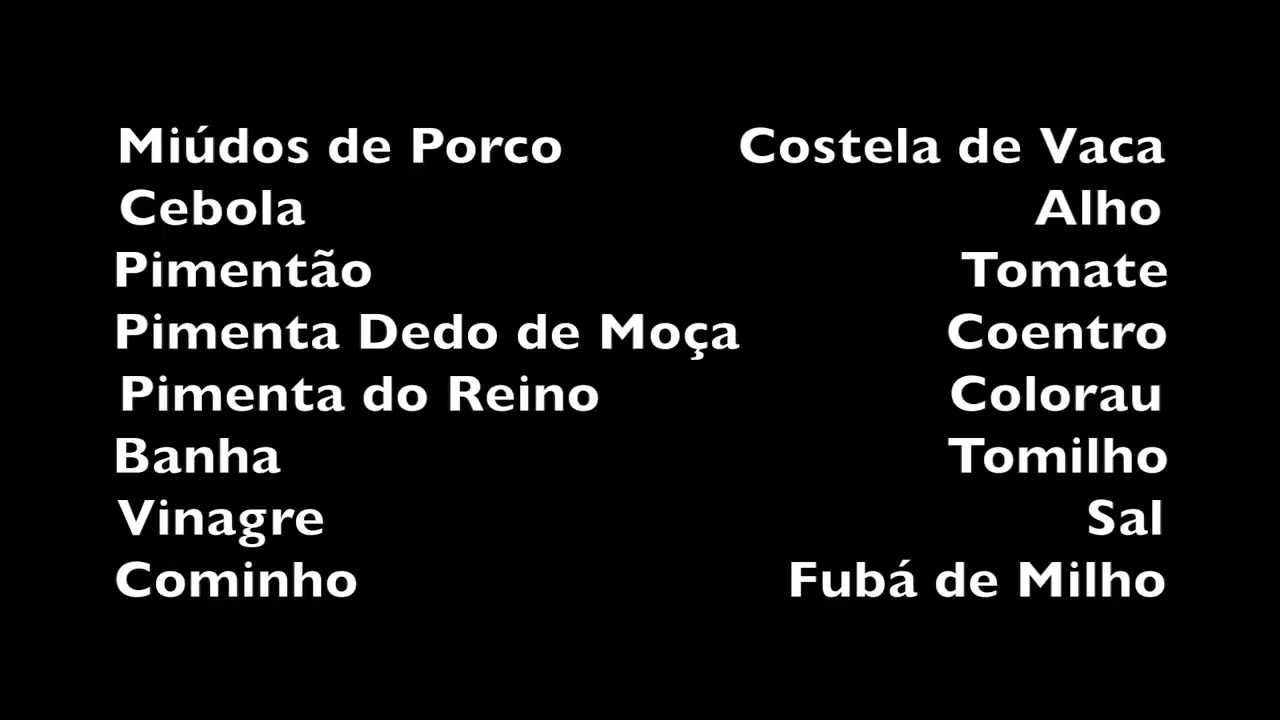 Miúdos de Porco Costela de Vaca
Cebola Alho
Pimentão Tomate
Pimenta Dedo de Moça Coentro
Pimenta do Reino Colorau
Banha Tomilho
Vinagre Sal
Cominho Fubá de Milho